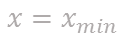 x = x_{min}